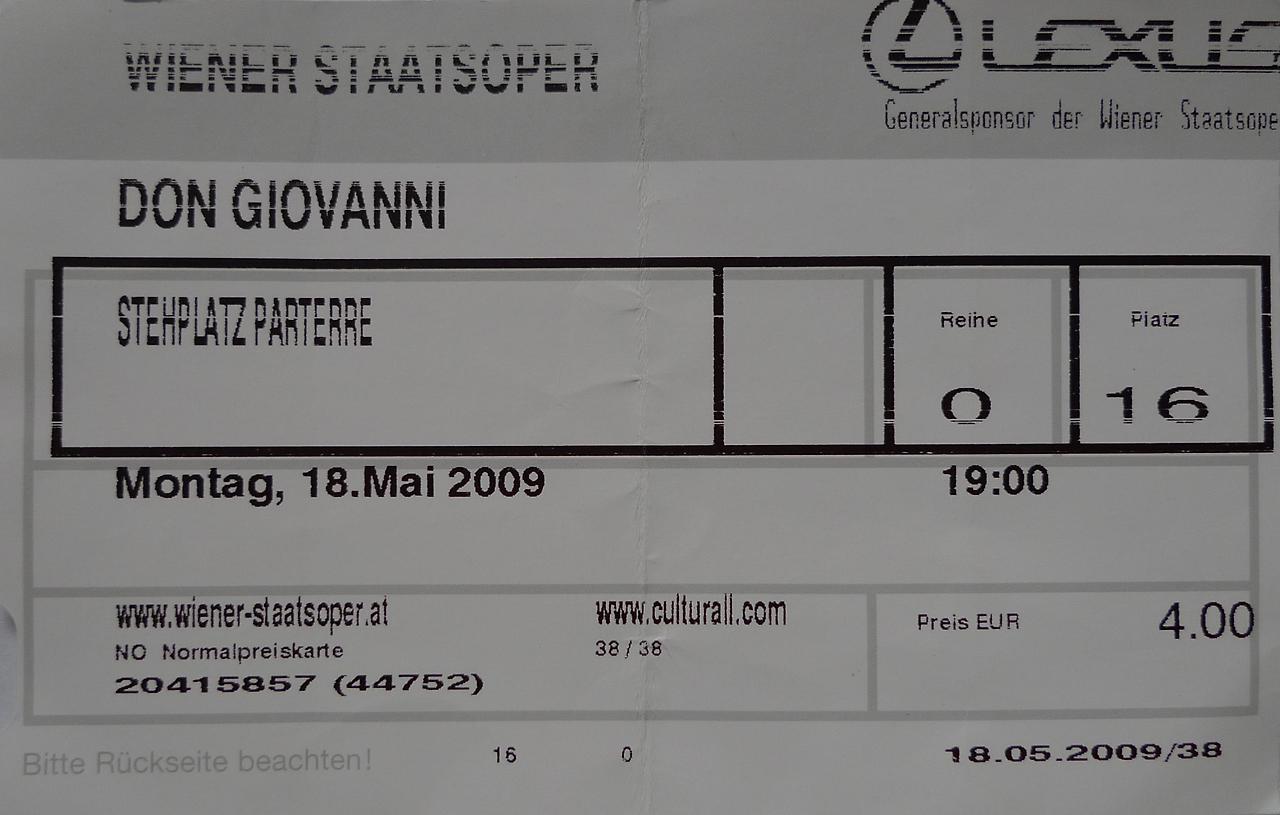 WIENER STAATSOPER
LEXUS
Generalsponsor der Wiener Staatsope
DON GIOVANNI
STEHPLATZ PARTERRE
Reihe
Platz
0
16
Montag, 18.Mai 2009
19:00
www.wiener-staatsoper.at
www.culturall.com
Preis EUR
4.00
NO Normalpreiskarte
38 / 38
20415857 (44752)
Bitte Rückseite beachten!
16
0
18.05.2009/38